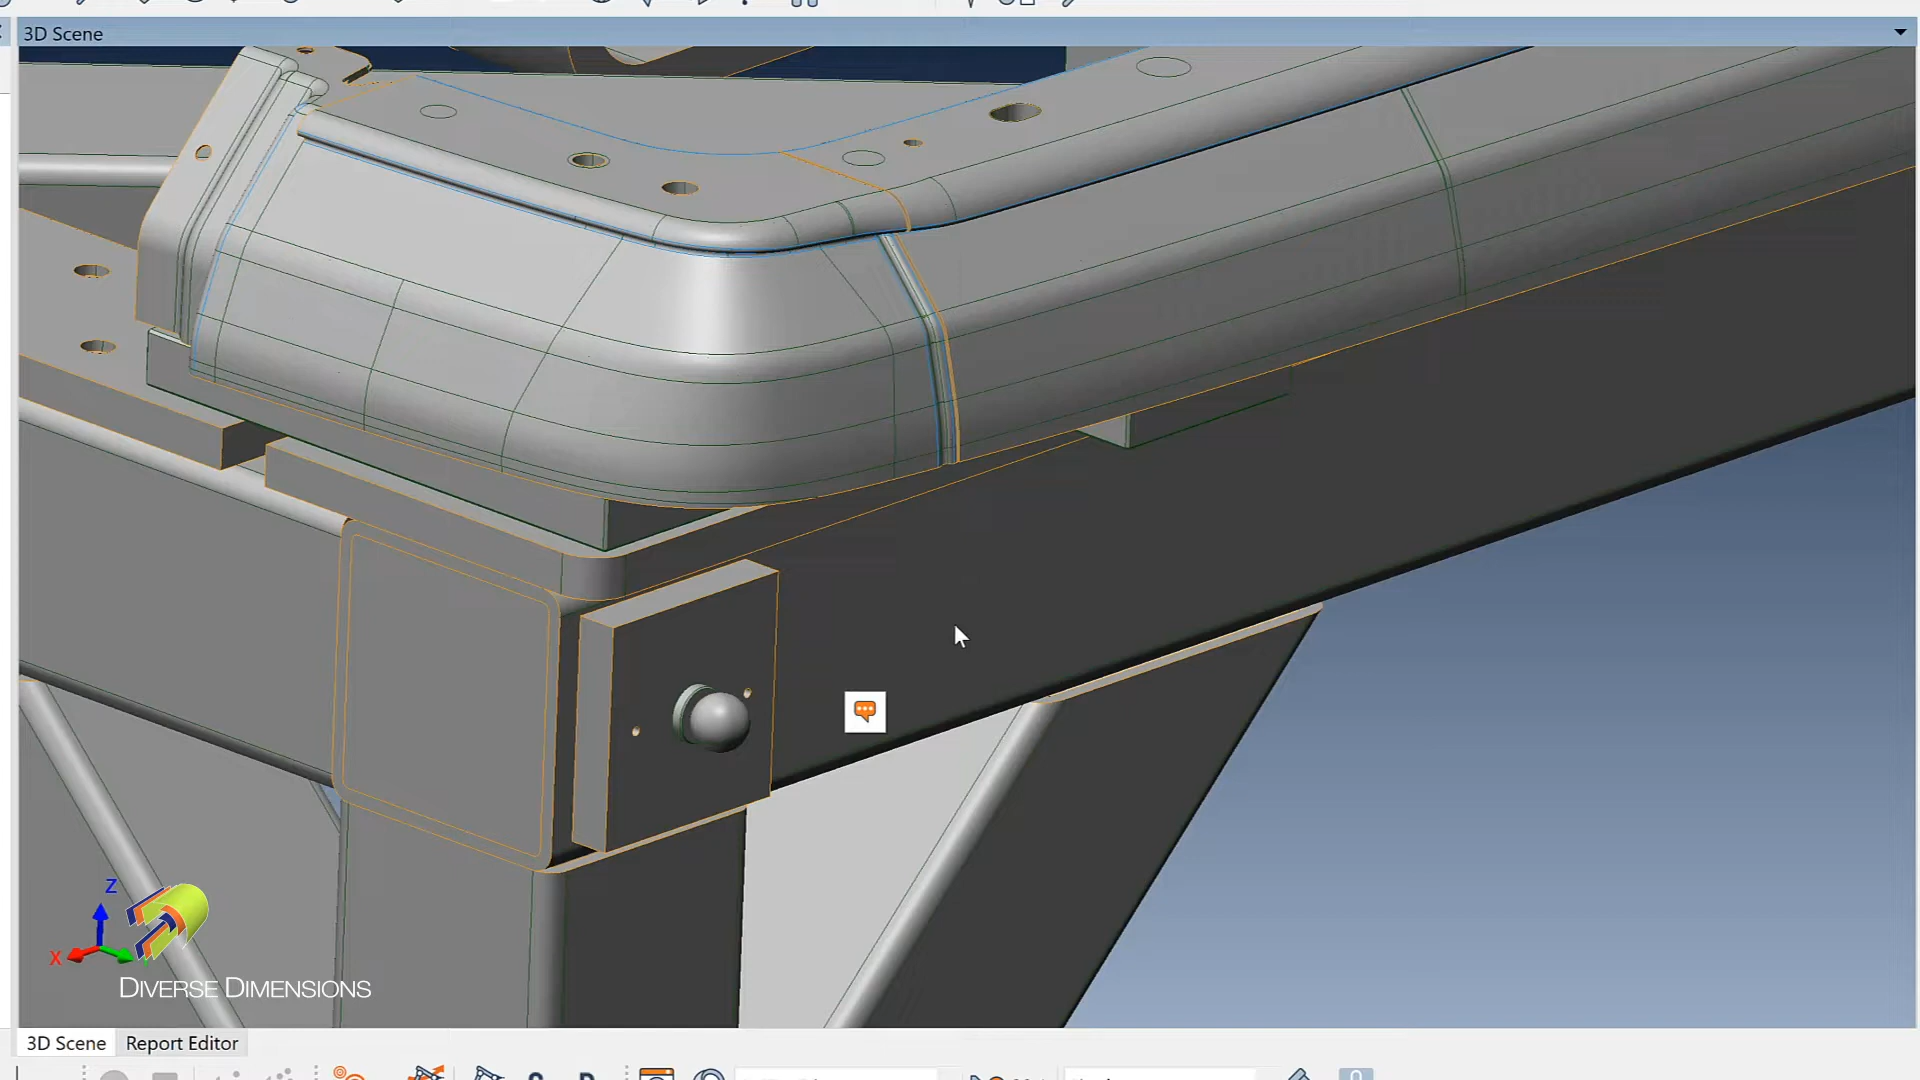 3D Scene
Z
X
DIVERSE DIMENSIONS
3D Scene
Report Editor